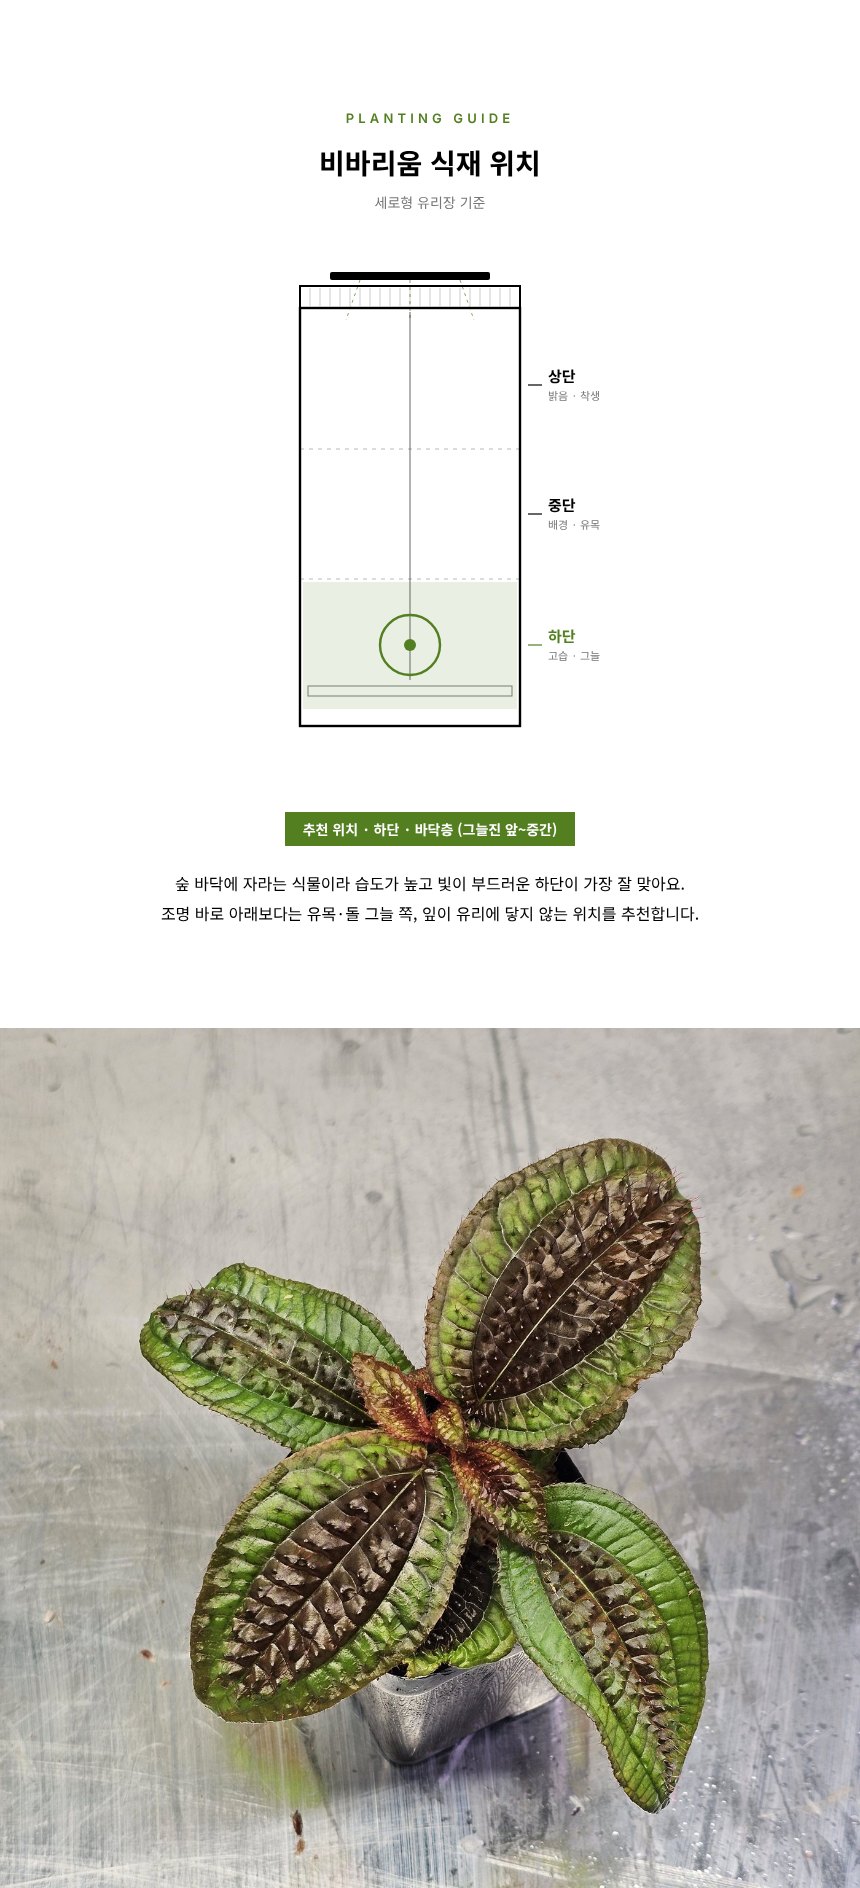 PLANTING GUIDE
비바리움 식재 위치
세로형 유리장 기준
상단
밝음 · 착생
중단
배경 · 유목
하단
고습 · 그늘
추천 위치 · 하단 · 바닥층 (그늘진 앞~중간)
숲 바닥에 자라는 식물이라 습도가 높고 빛이 부드러운 하단이 가장 잘 맞아요.
조명 바로 아래보다는 유목·돌 그늘 쪽, 잎이 유리에 닿지 않는 위치를 추천합니다.